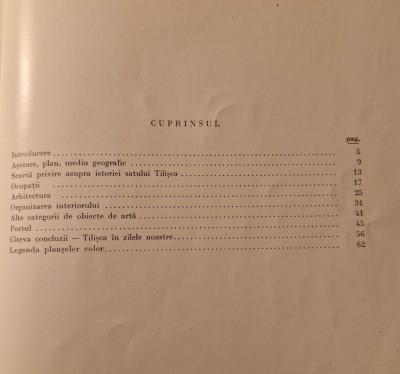 CUPRINSUL
pag.
Introducere 5
Așezare, plan, mediu geografic 9
Scurtă privire asupra istoriei satului Tilișca 13
Ocupații 17
Arhitectura 25
Organizarea interiorului 31
Alte categorii de obiecte de artă 41
Portul 45
Cîteva concluzii — Tilișca în zilele noastre 56
Legenda planșelor color 62